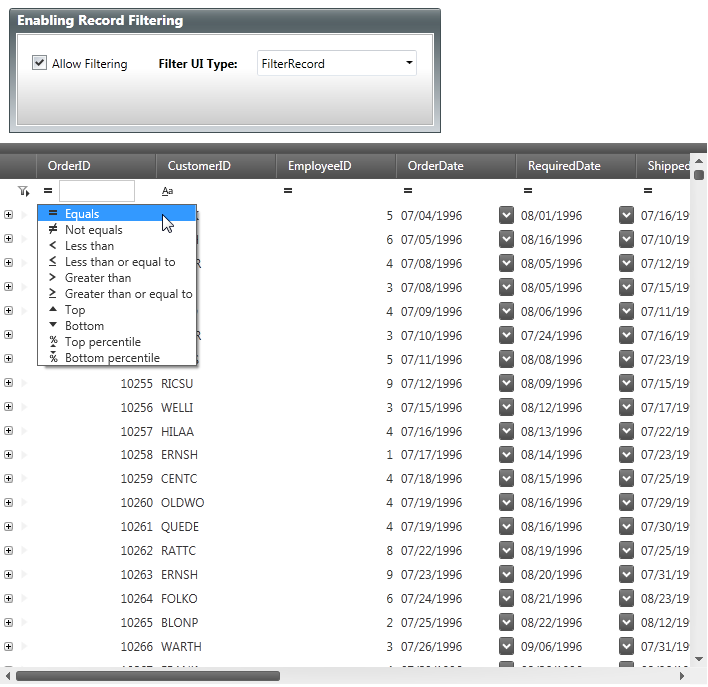 Enabling Record Filtering
Allow Filtering Filter UI Type: FilterRecord
OrderID CustomerID EmployeeID OrderDate RequiredDate Shipped
= Aa = = = =
= Equals 5 07/04/1996 08/01/1996 07/16/19
≠ Not equals 6 07/05/1996 08/16/1996 07/10/19
< Less than R 4 07/08/1996 08/05/1996 07/12/19
≤ Less than or equal to
> Greater than 3 07/08/1996 08/05/1996 07/15/19
≥ Greater than or equal to
Top 4 07/09/1996 08/06/1996 07/11/19
Bottom R 3 07/10/1996 07/24/1996 07/16/19
% Top percentile
% Bottom percentile S 5 07/11/1996 08/08/1996 07/23/19
10255 RICSU 9 07/12/1996 08/09/1996 07/15/19
10256 WELLI 3 07/15/1996 08/12/1996 07/17/19
10257 HILAA 4 07/16/1996 08/13/1996 07/22/19
10258 ERNSH 1 07/17/1996 08/14/1996 07/23/19
10259 CENTC 4 07/18/1996 08/15/1996 07/25/19
10260 OLDWO 4 07/19/1996 08/16/1996 07/29/19
10261 QUEDE 4 07/19/1996 08/16/1996 07/30/19
10262 RATTC 8 07/22/1996 08/19/1996 07/25/19
10263 ERNSH 9 07/23/1996 08/20/1996 07/31/19
10264 FOLKO 6 07/24/1996 08/21/1996 08/23/19
10265 BLONP 2 07/25/1996 08/22/1996 08/12/19
10266 WARTH 3 07/26/1996 09/06/1996 07/31/19